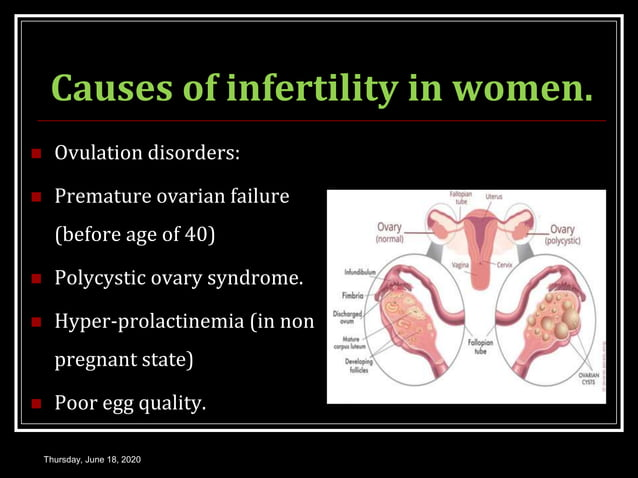 Causes of infertility in women.
Ovulation disorders:
Premature ovarian failure
(before age of 40)
Polycystic ovary syndrome.
Hyper-prolactinemia (in non
pregnant state)
Poor egg quality.
Fallopian
tube
Uterus
Ovary
(normal)
Ovary
(polycystic)
Vagina
Cervix
Infundibulum
Fimbria
Discharged
ovum
Mature
corpus luteum
Developing
follicles
Fallopian
tube
OVARIAN
CYSTS
Thursday, June 18, 2020